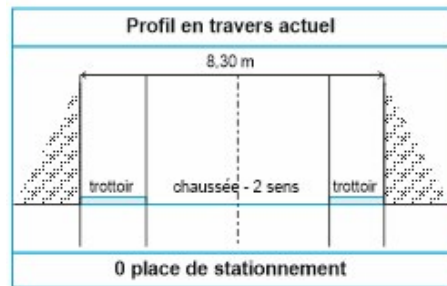 Profil en travers actuel
8,30 m
trottoir chaussée - 2 sens trottoir
0 place de stationnement